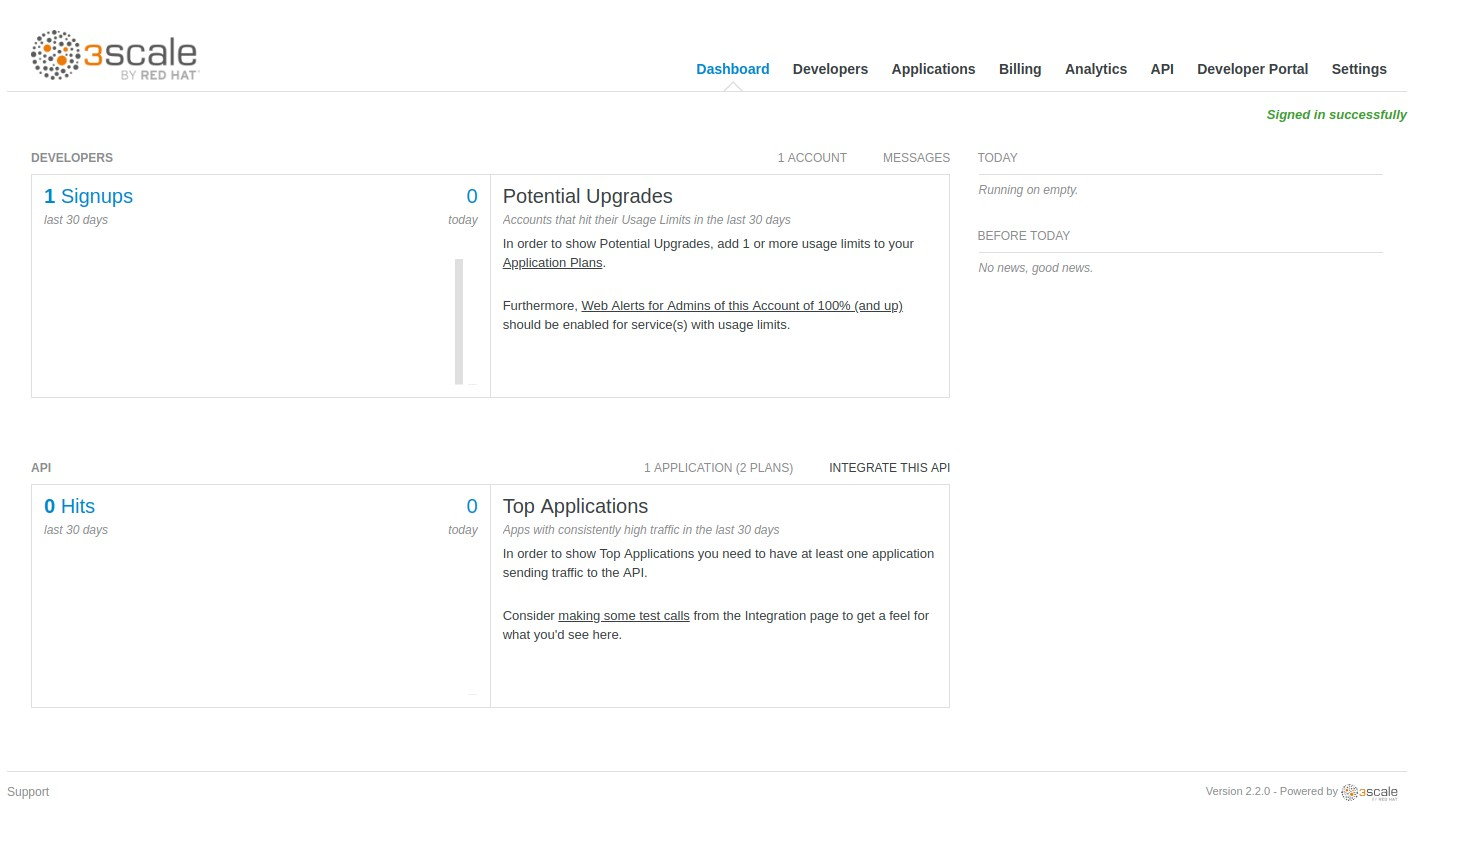 3scale
BY RED HAT
Dashboard Developers Applications Billing Analytics API Developer Portal Settings
Signed in successfully
DEVELOPERS 1 ACCOUNT MESSAGES
1 Signups 0
last 30 days today
Potential Upgrades
Accounts that hit their Usage Limits in the last 30 days
In order to show Potential Upgrades, add 1 or more usage limits to your
Application Plans.
Furthermore, Web Alerts for Admins of this Account of 100% (and up)
should be enabled for service(s) with usage limits.
TODAY
Running on empty.
BEFORE TODAY
No news, good news.
API 1 APPLICATION (2 PLANS) INTEGRATE THIS API
0 Hits 0
last 30 days today
Top Applications
Apps with consistently high traffic in the last 30 days
In order to show Top Applications you need to have at least one application
sending traffic to the API.
Consider making some test calls from the Integration page to get a feel for
what you'd see here.
Support Version 2.2.0 - Powered by 3scale
BY RED HAT